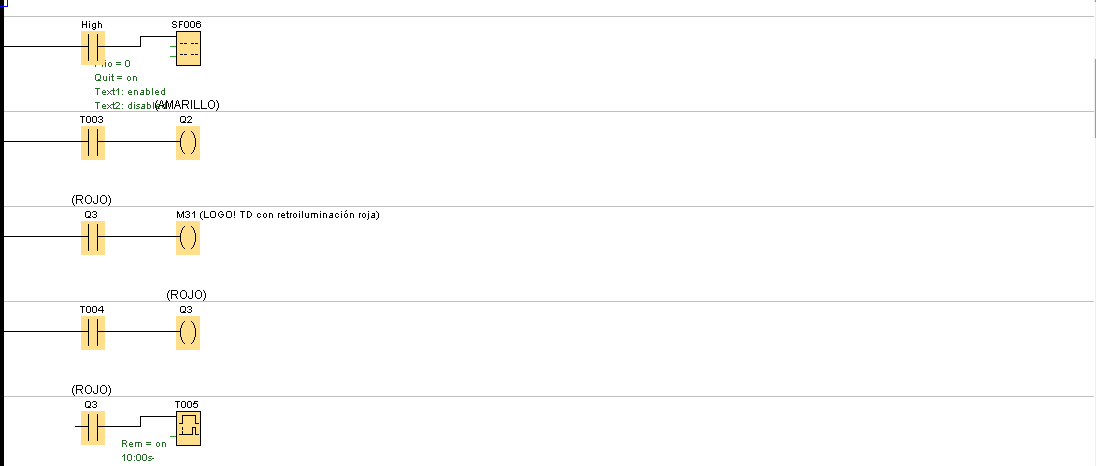 High SF006
Prio = 0
Quit = on
Text1: enabled
Text2: disabled
(AMARILLO)
T003 Q2
(ROJO)
Q3 M31 (LOGO! TD con retroiluminación roja)
(ROJO)
T004 Q3
(ROJO)
Q3 T005
Rem = on
10:00s-